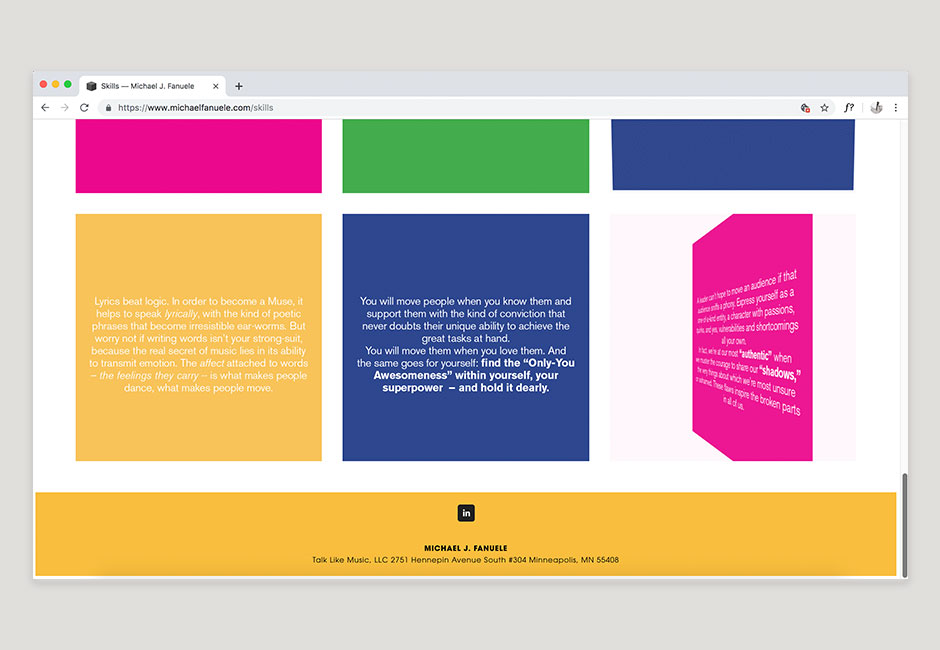 Skills — Michael J. Fanuele
https://www.michaelfanuele.com/skills
f?
Lyrics beat logic. In order to become a Muse, it
helps to speak lyrically, with the kind of poetic
phrases that become irresistible ear-worms. But
worry not if writing words isn't your strong-suit,
because the real secret of music lies in its ability
to transmit emotion. The affect attached to words
– the feelings they carry – is what makes people
dance, what makes people move.
You will move people when you know them and
support them with the kind of conviction that
never doubts their unique ability to achieve the
great tasks at hand.
You will move them when you love them. And
the same goes for yourself: find the “Only-You
Awesomeness” within yourself, your
superpower – and hold it dearly.
A leader can't hope to move an audience if that
audience sniffs a phony. Express yourself as a
one-of-a-kind entity, a character with passions,
quirks, and yes, vulnerabilities and shortcomings
all your own.
In fact, we're at our most “authentic” when
we muster the courage to share our “shadows,”
the very things about which we're most unsure
or ashamed. These flaws inspire the broken parts
in all of us.
in
MICHAEL J. FANUELE
Talk Like Music, LLC 2751 Hennepin Avenue South #304 Minneapolis, MN 55408